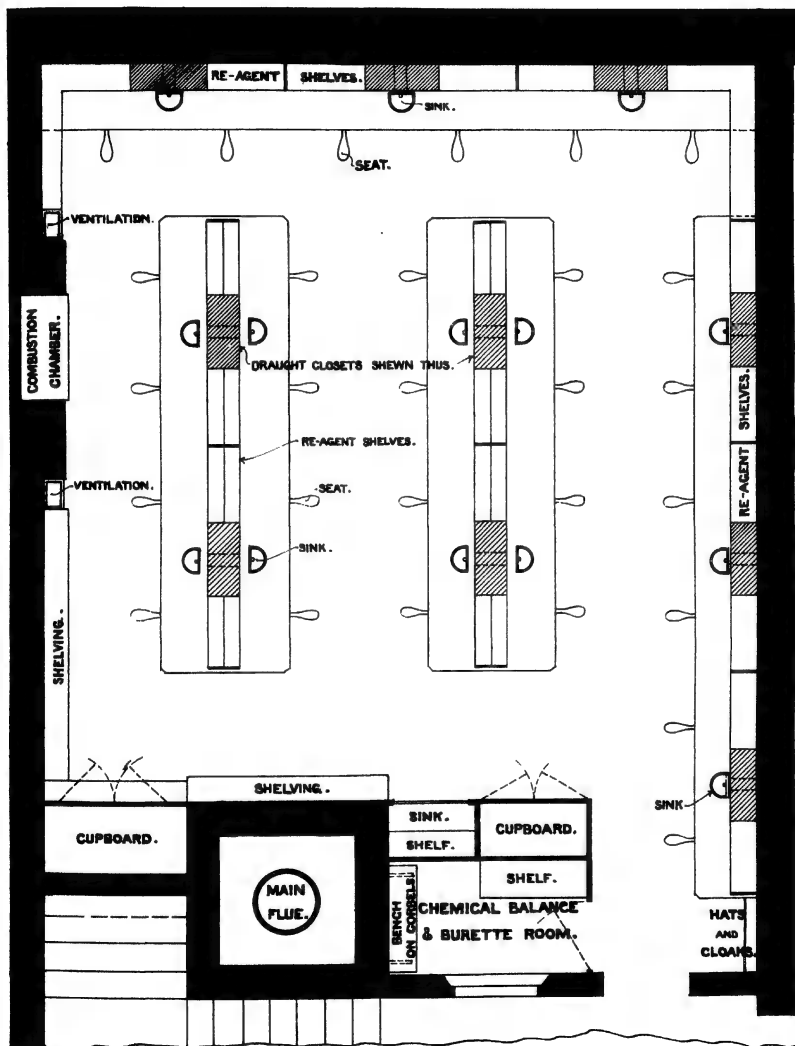 RE-AGENT SHELVES.
SINK.
SEAT.
VENTILATION.
COMBUSTION
CHAMBER.
DRAUGHT CLOSETS SHEWN THUS.
SHELVES.
RE-AGENT
RE-AGENT SHELVES.
VENTILATION.
SEAT.
SINK.
SHELVING.
SHELVING.
SINK
CUPBOARD.
SINK.
SHELF.
CUPBOARD.
MAIN
FLUE.
SHELF.
BENCH
ON CORBELS.
CHEMICAL BALANCE
& BURETTE ROOM.
HATS
AND
CLOAKS.